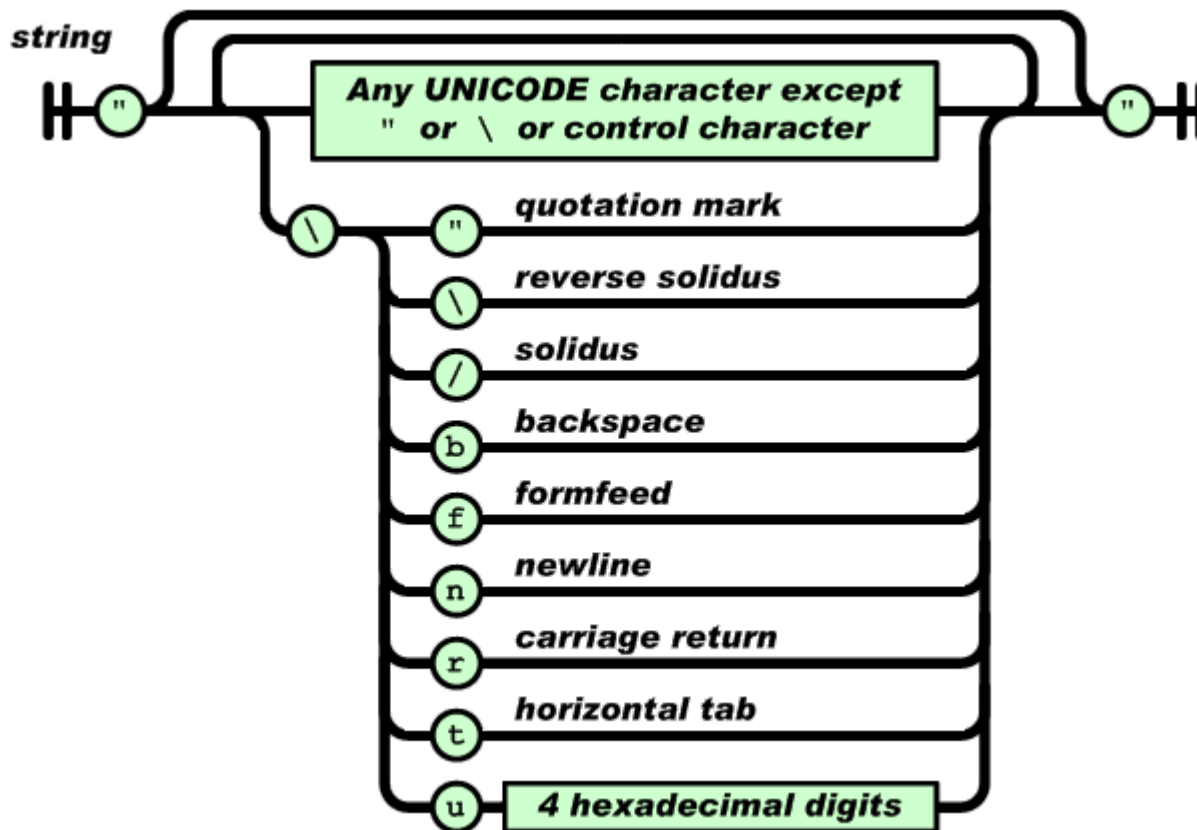 string
" Any UNICODE character except "
" or \ or control character
\ " quotation mark
\ reverse solidus
/ solidus
b backspace
f formfeed
n newline
r carriage return
t horizontal tab
u 4 hexadecimal digits